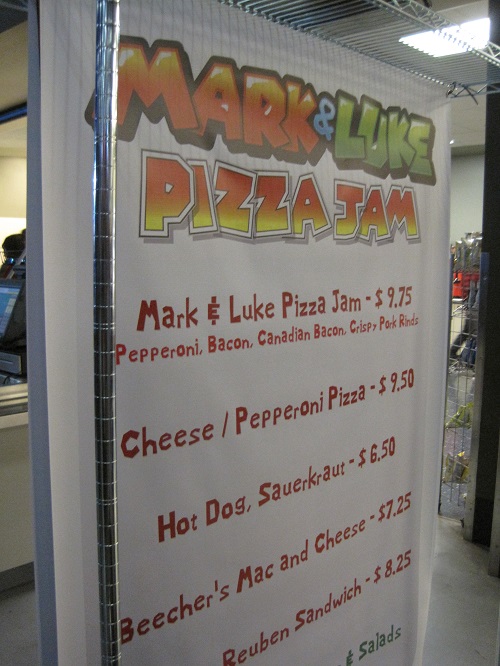 MARK & LUKE
PIZZA JAM
Mark & Luke Pizza Jam - $ 9.75
Pepperoni, Bacon, Canadian Bacon, Crispy Pork Rinds
Cheese / Pepperoni Pizza - $ 9.50
Hot Dog, Sauerkraut - $ 6.50
Beecher's Mac and Cheese - $7.25
Reuben Sandwich - $ 8.25
& Salads